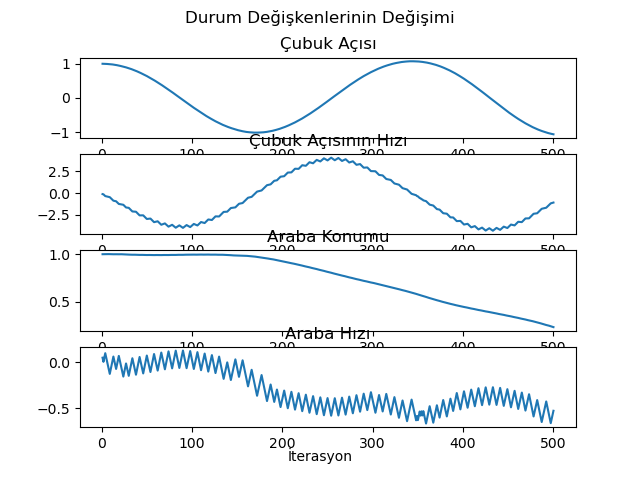 Durum Değişkenlerinin Değişimi
Çubuk Açısı
1
0
−1
0 100 200 300 400 500
Çubuk Açısının Hızı
2.5
0.0
−2.5
0 100 200 300 400 500
Araba Konumu
1.0
0.5
0 100 200 300 400 500
Araba Hızı
0.0
−0.5
0 100 200 300 400 500
İterasyon